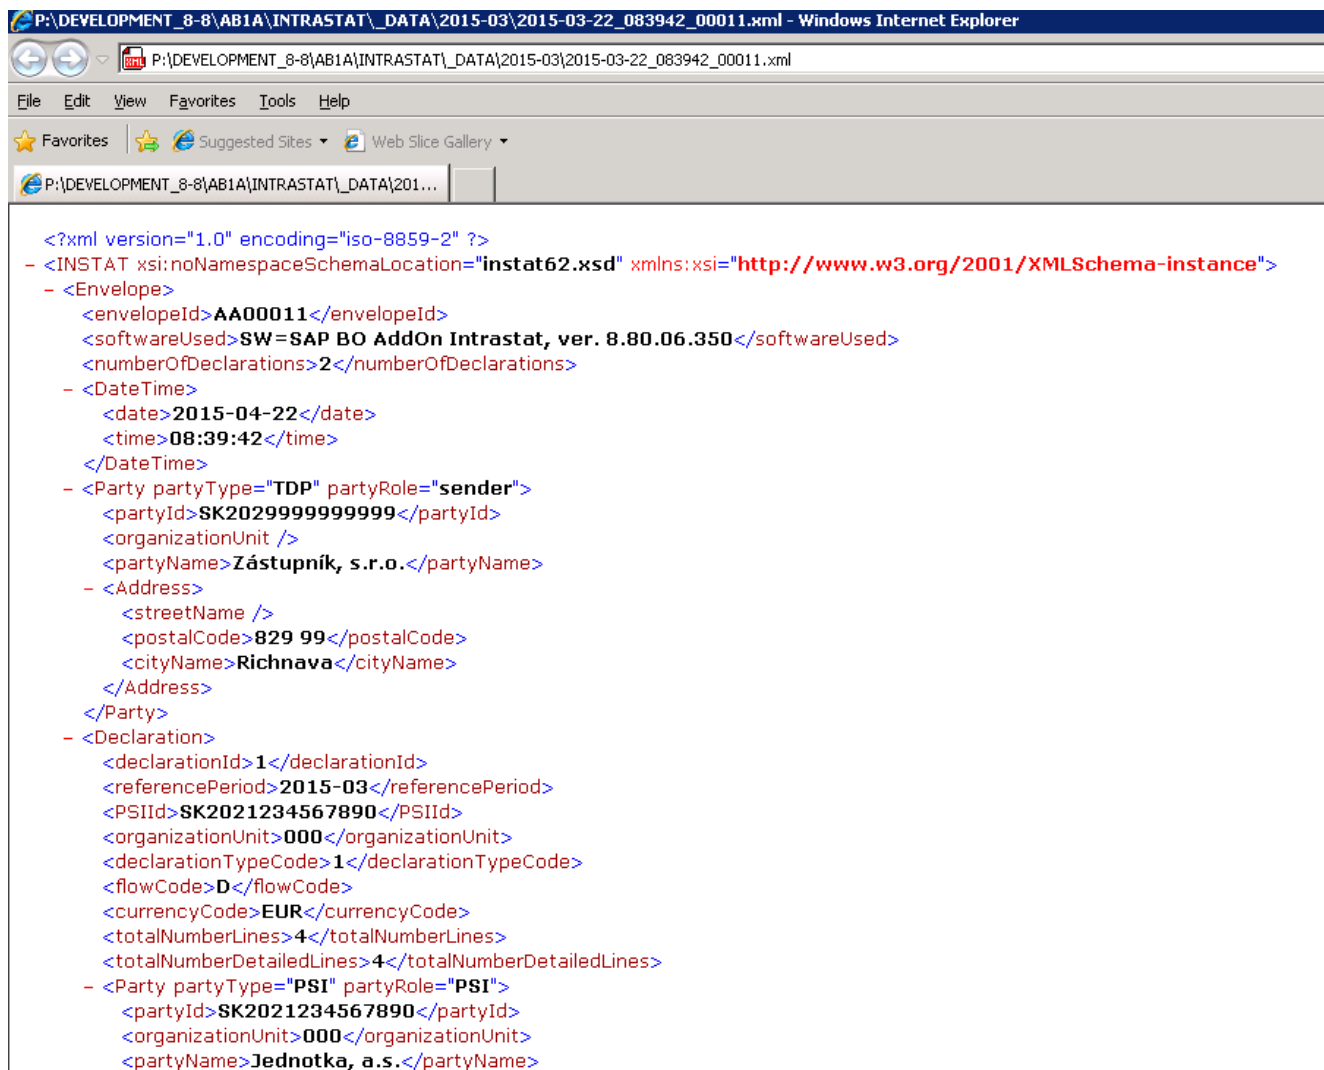 P:\DEVELOPMENT_8-8\AB1A\INTRASTAT\_DATA\2015-03\2015-03-22_083942_00011.xml - Windows Internet Explorer
P:\DEVELOPMENT_8-8\AB1A\INTRASTAT\_DATA\2015-03\2015-03-22_083942_00011.xml
File Edit View Favorites Tools Help
Favorites Suggested Sites Web Slice Gallery
P:\DEVELOPMENT_8-8\AB1A\INTRASTAT\_DATA\201...
<?xml version="1.0" encoding="iso-8859-2" ?>
- <INSTAT xsi:noNamespaceSchemaLocation="instat62.xsd" xmlns:xsi="http://www.w3.org/2001/XMLSchema-instance">
- <Envelope>
<envelopeId>AA00011</envelopeId>
<softwareUsed>SW=SAP BO AddOn Intrastat, ver. 8.80.06.350</softwareUsed>
<numberOfDeclarations>2</numberOfDeclarations>
- <DateTime>
<date>2015-04-22</date>
<time>08:39:42</time>
</DateTime>
- <Party partyType="TDP" partyRole="sender">
<partyId>SK2029999999999</partyId>
<organizationUnit />
<partyName>Zástupník, s.r.o.</partyName>
- <Address>
<streetName />
<postalCode>829 99</postalCode>
<cityName>Richnava</cityName>
</Address>
</Party>
- <Declaration>
<declarationId>1</declarationId>
<referencePeriod>2015-03</referencePeriod>
<PSIId>SK2021234567890</PSIId>
<organizationUnit>000</organizationUnit>
<declarationTypeCode>1</declarationTypeCode>
<flowCode>D</flowCode>
<currencyCode>EUR</currencyCode>
<totalNumberLines>4</totalNumberLines>
<totalNumberDetailedLines>4</totalNumberDetailedLines>
- <Party partyType="PSI" partyRole="PSI">
<partyId>SK2021234567890</partyId>
<organizationUnit>000</organizationUnit>
<partyName>Jednotka, a.s.</partyName>